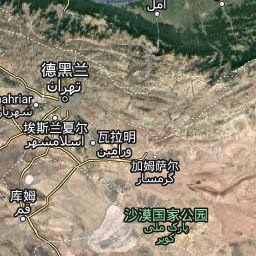 آمل
德黑兰
تهران
ahriar
شهریار
埃斯兰夏尔
اسلامشهر
瓦拉明
ورامین
加姆萨尔
گرمسار
库姆
قم
沙漠国家公园
پارک ملی
کویر